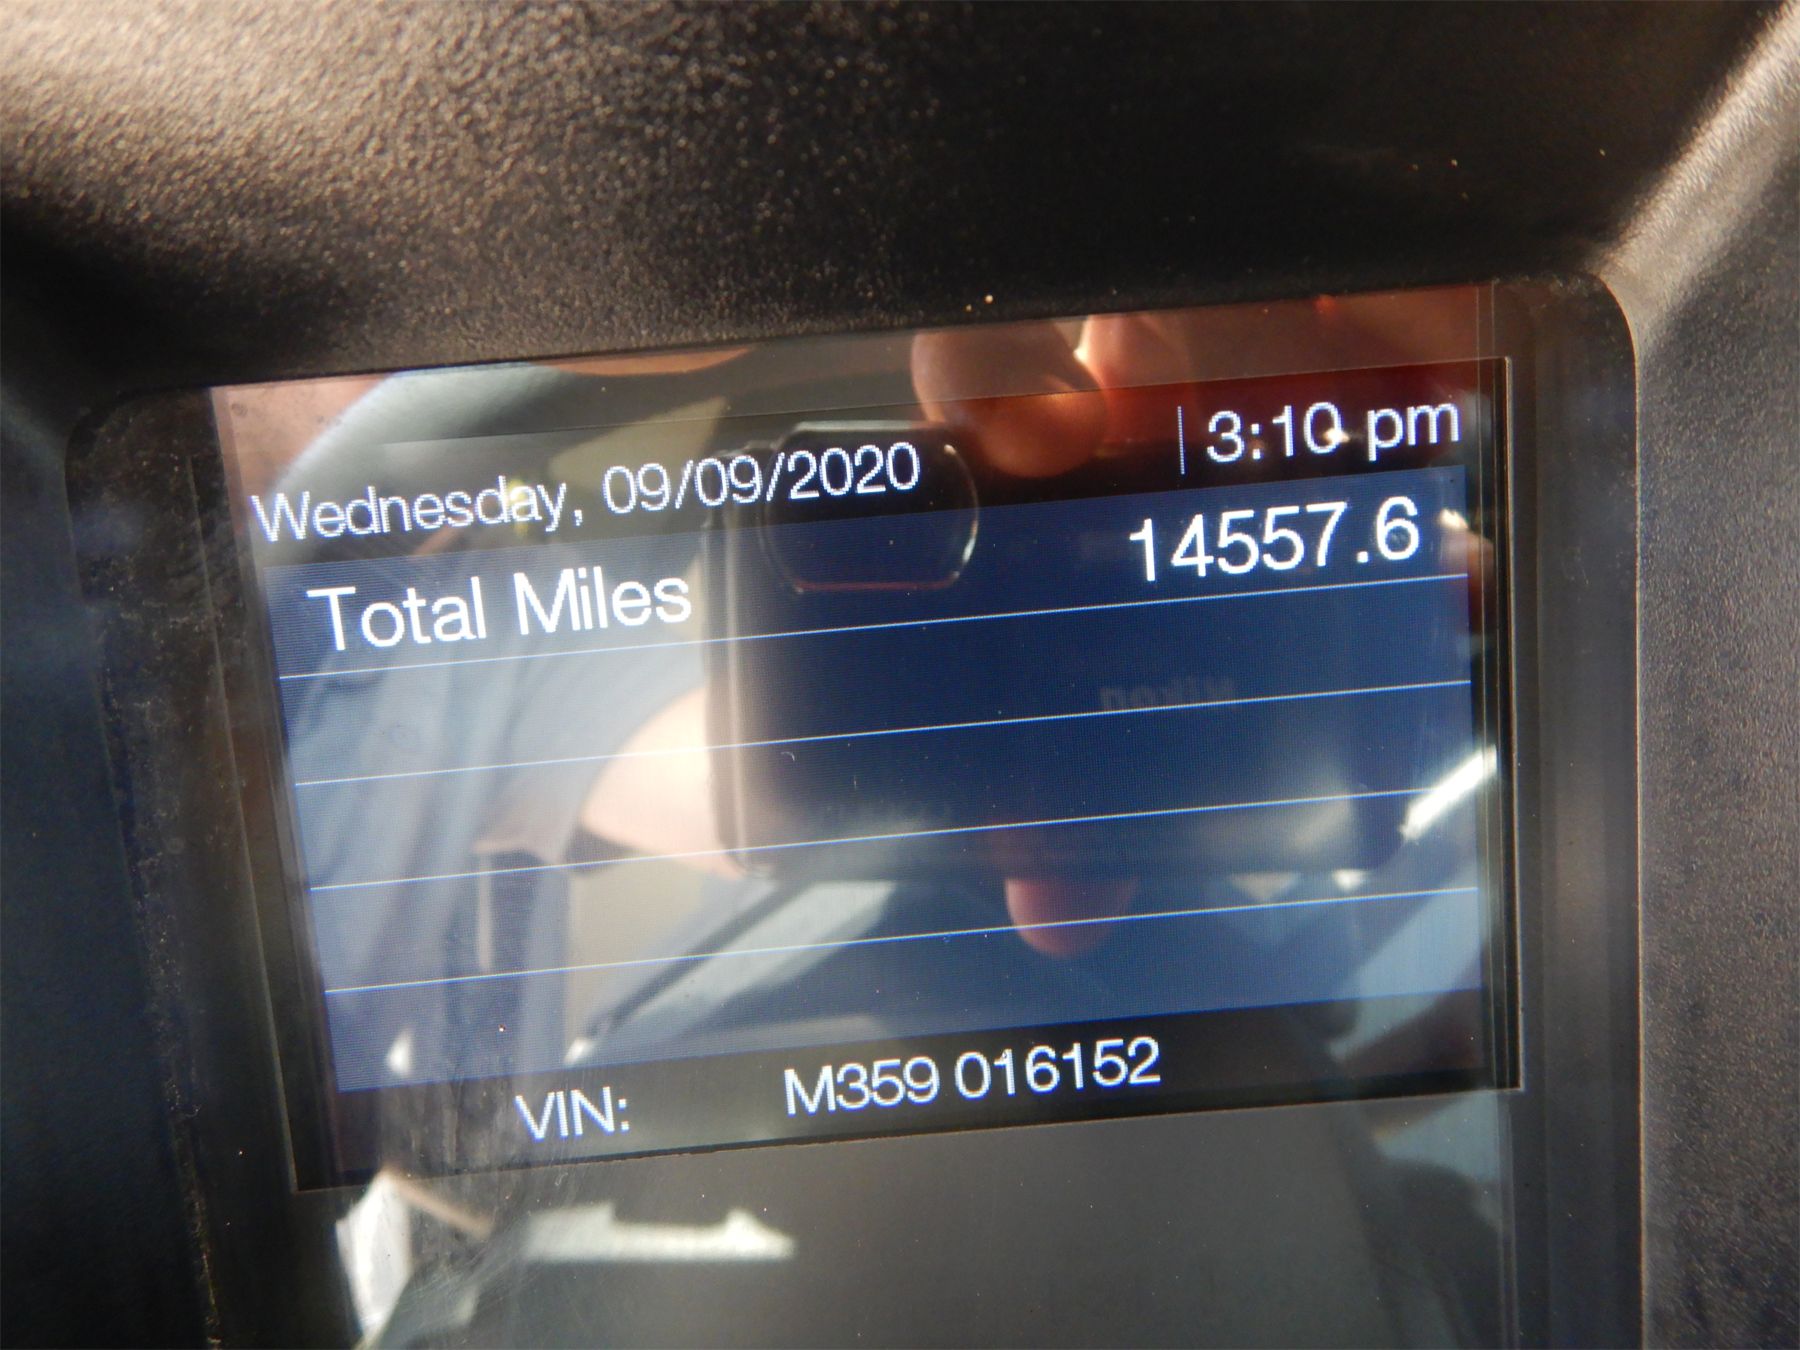 Wednesday, 09/09/2020 3:10 pm
Total Miles 14557.6
VIN: M359 016152